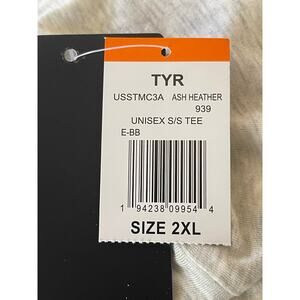 TYR
USSTMC3A ASH HEATHER
939
UNISEX S/S TEE
E-BB
1 94238 09954 4
SIZE 2XL